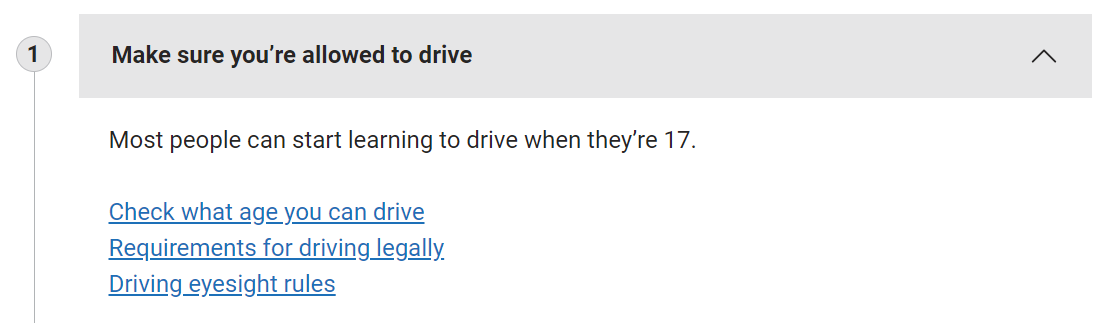 1
Make sure you’re allowed to drive
Most people can start learning to drive when they’re 17.
Check what age you can drive
Requirements for driving legally
Driving eyesight rules